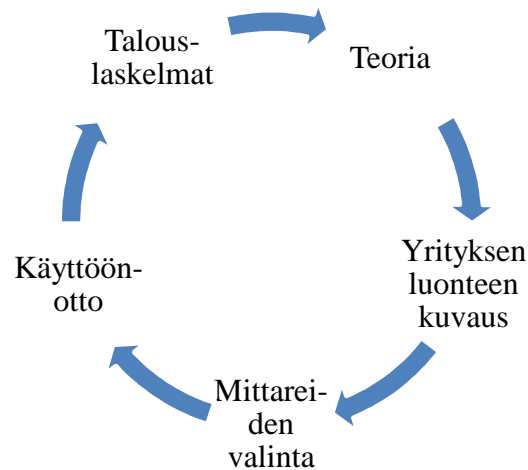 Talous-
laskelmat
Teoria
Yrityksen
luonteen
kuvaus
Mittarei-
den
valinta
Käyttöön-
otto